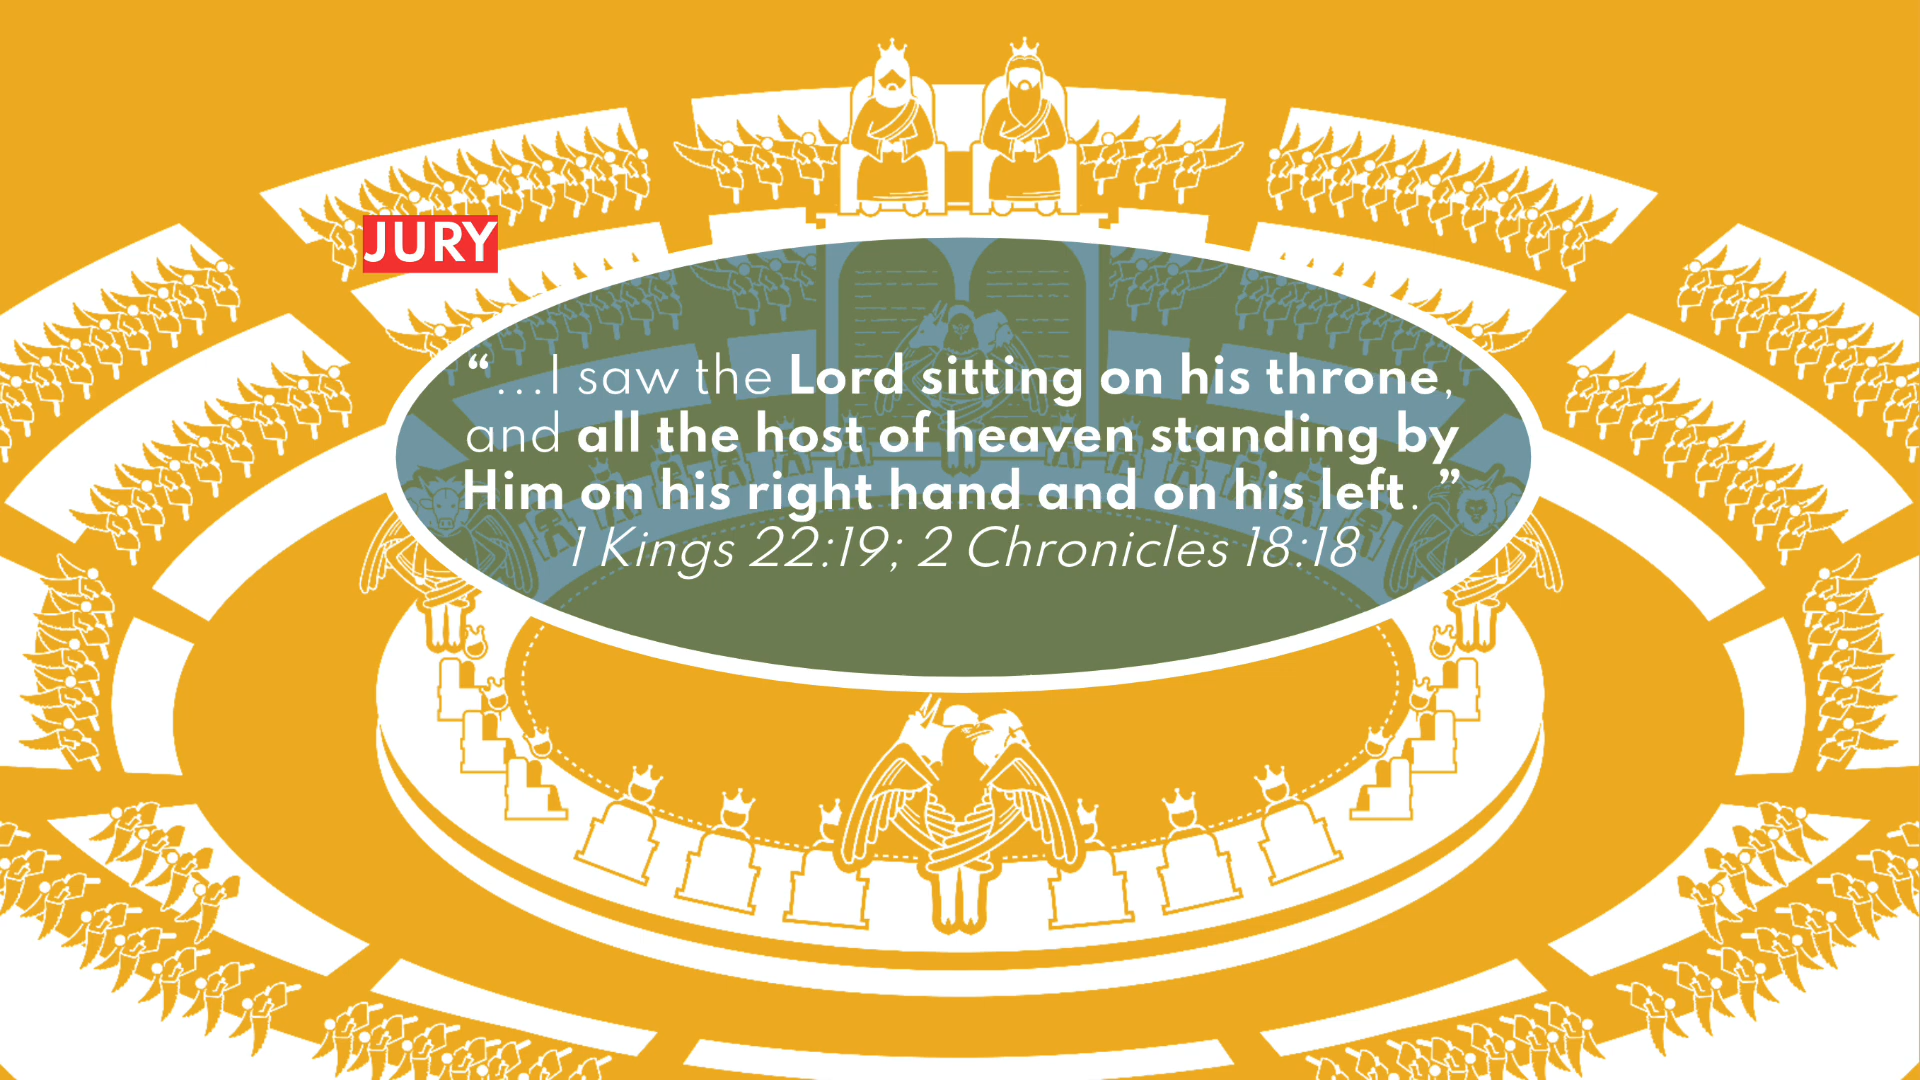 JURY
“...I saw the Lord sitting on his throne,
and all the host of heaven standing by
Him on his right hand and on his left.”
1 Kings 22:19; 2 Chronicles 18:18